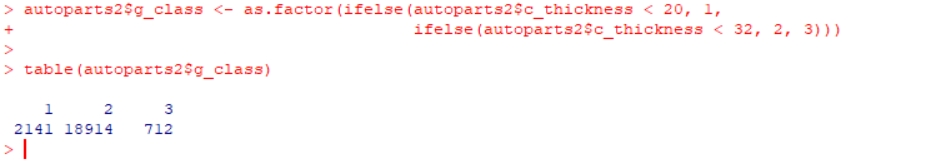 > autoparts2$g_class <- as.factor(ifelse(autoparts2$c_thickness < 20, 1,
+                                        ifelse(autoparts2$c_thickness < 32, 2, 3)))
>
> table(autoparts2$g_class)
    1     2     3
 2141 18914   712
>